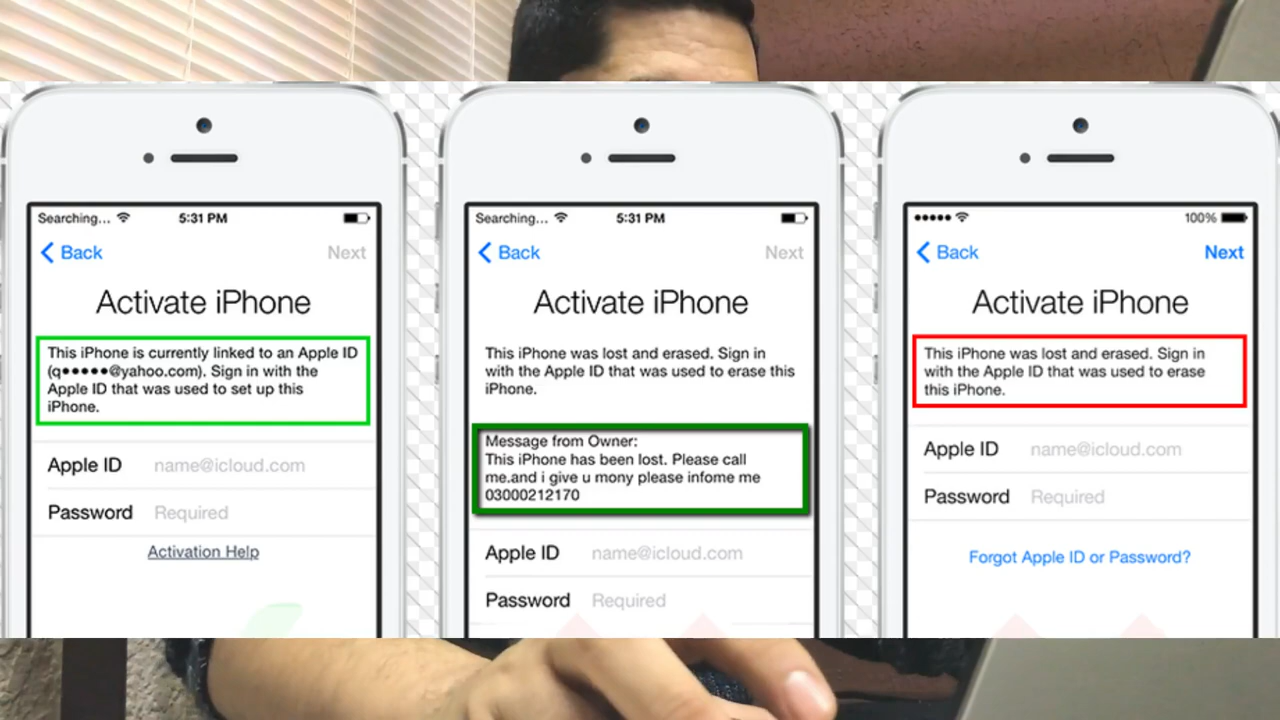 Searching...
5:31 PM
Back
Next
Activate iPhone
This iPhone is currently linked to an Apple ID
(q●●●●●@yahoo.com). Sign in with the
Apple ID that was used to set up this
iPhone.
Apple ID name@icloud.com
Password Required
Activation Help
Searching...
5:31 PM
Back
Next
Activate iPhone
This iPhone was lost and erased. Sign in
with the Apple ID that was used to erase this
iPhone.
Message from Owner:
This iPhone has been lost. Please call
me.and i give u mony please infome me
03000212170
Apple ID name@icloud.com
Password Required
100%
Back
Next
Activate iPhone
This iPhone was lost and erased. Sign in
with the Apple ID that was used to erase
this iPhone.
Apple ID name@icloud.com
Password Required
Forgot Apple ID or Password?